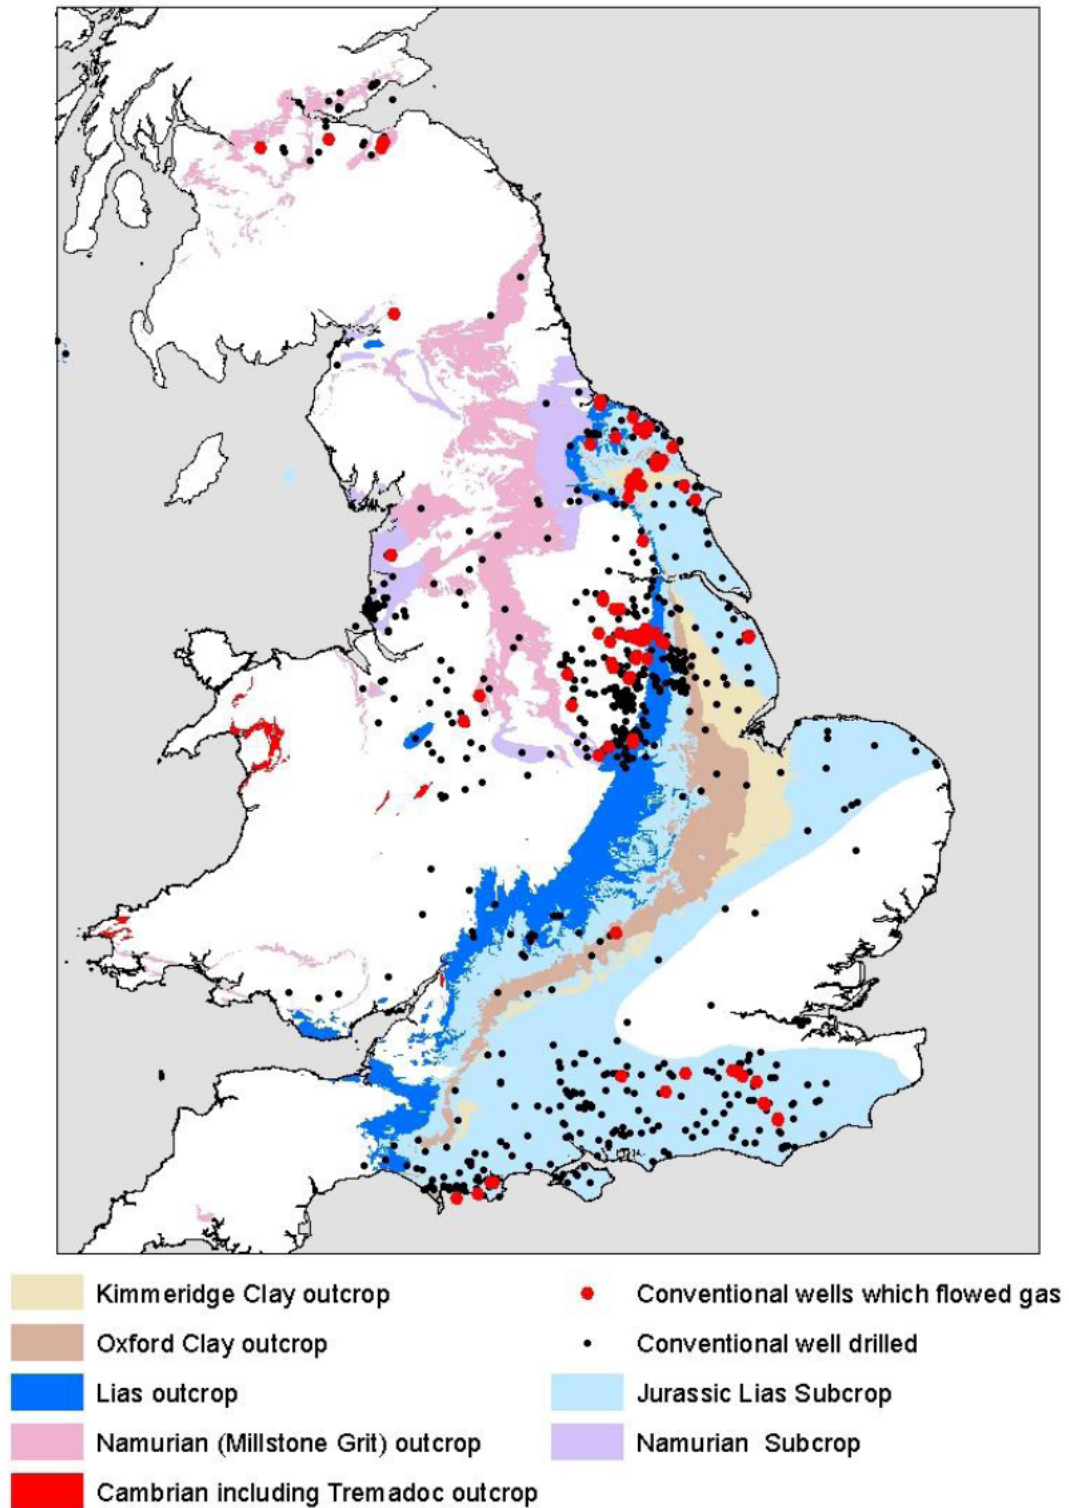 Kimmeridge Clay outcrop
Oxford Clay outcrop
Lias outcrop
Namurian (Millstone Grit) outcrop
Cambrian including Tremadoc outcrop
Conventional wells which flowed gas
Conventional well drilled
Jurassic Lias Subcrop
Namurian Subcrop